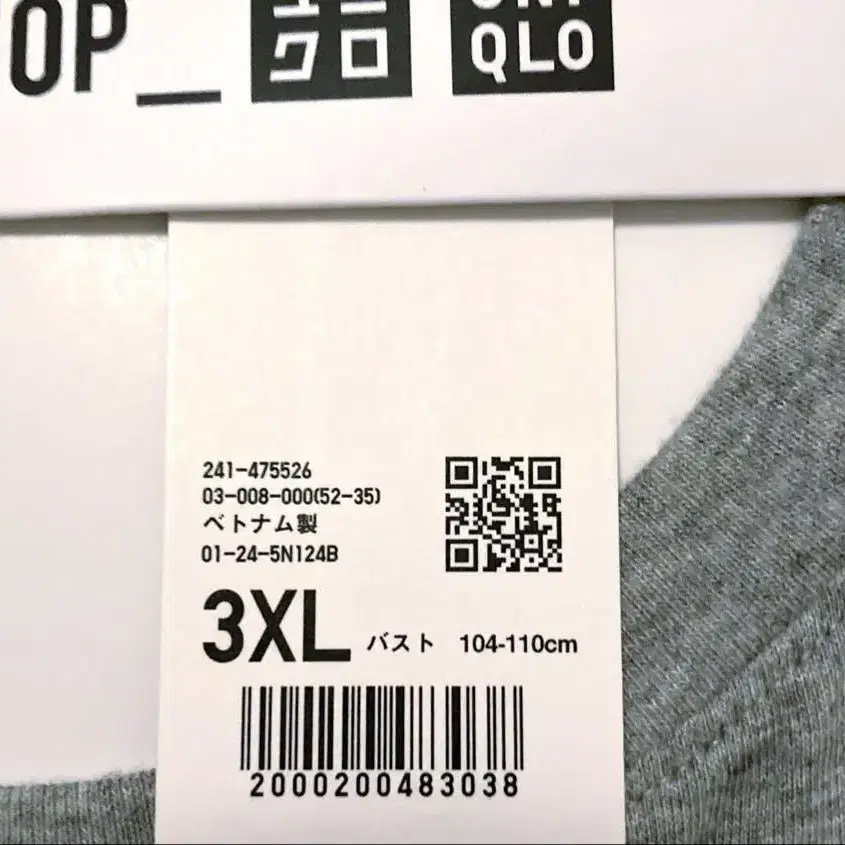 OP_
ユニ
クロ
UNI
QLO
241-475526
03-008-000(52-35)
ベトナム製
01-24-5N124B
3XL バスト 104-110cm
2000200483038